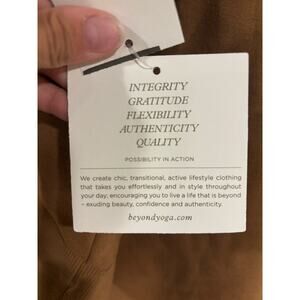 INTEGRITY
GRATITUDE
FLEXIBILITY
AUTHENTICITY
QUALITY
POSSIBILITY IN ACTION
We create chic, transitional, active lifestyle clothing
that takes you effortlessly and in style throughout
your day; encouraging you to live a life that is beyond
– exuding beauty, confidence and authenticity.
beyondyoga.com